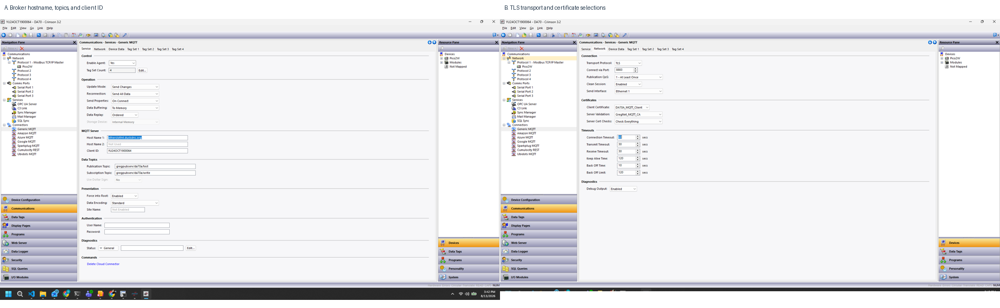 A. Broker hostname, topics, and client ID
YU24OCT1900064 - DA70 - Crimson 3.2
File Edit View Go Link Help
Navigation Pane
Communications
Network
Protocol 1 - Modbus TCP/IP Master
Pico2W
Protocol 2
Protocol 3
Protocol 4
Comms Ports
Serial Port 1
Serial Port 2
Serial Port 3
Services
OPC UA Server
C3 Link
Sync Manager
Mail Manager
SQL Sync
Connectors
Generic MQTT
Amazon MQTT
Azure MQTT
Google MQTT
Sparkplug MQTT
Cumulocity REST
Ubidots MQTT
Device Configuration
Communications
Data Tags
Display Pages
Programs
Web Server
Data Logger
Security
SQL Queries
I/O Modules
Communications - Services - Generic MQTT
Service Network Device Data Tag Set 1 Tag Set 2 Tag Set 3 Tag Set 4
Control
Enable Agent: Yes
Tag Set Count: 4 Edit...
Operation
Update Mode: Send Changes
Reconnection: Send All Data
Send Properties: On Connect
Data Buffering: To Memory
Data Replay: Ordered
Storage Device: Internal Memory
MQTT Server
Host Name 1: ethersloth4.duckdns.org
Host Name 2: Not Used
Client ID: YU24OCT1900064
Data Topics
Publication Topic: gregpubserv/da70a/test
Subscription Topic: gregpubserv/da70a/write
Use Dollar Sign: No
Presentation
Force into Root: Enabled
Data Encoding: Standard
Site Name: Not Enabled
Authentication
User Name:
Password:
Diagnostics
Status: General Edit...
Commands
Delete Cloud Connector
Resource Pane
Devices
Pico2W
Modules
Not Mapped
Devices
Data Tags
Programs
Personality
System
NUM
3:42 PM
8/13/2026
B. TLS transport and certificate selections
YU24OCT1900064 - DA70 - Crimson 3.2
File Edit View Go Link Help
Navigation Pane
Communications
Network
Protocol 1 - Modbus TCP/IP Master
Pico2W
Protocol 2
Protocol 3
Protocol 4
Comms Ports
Serial Port 1
Serial Port 2
Serial Port 3
Services
OPC UA Server
C3 Link
Sync Manager
Mail Manager
SQL Sync
Connectors
Generic MQTT
Amazon MQTT
Azure MQTT
Google MQTT
Sparkplug MQTT
Cumulocity REST
Ubidots MQTT
Device Configuration
Communications
Data Tags
Display Pages
Programs
Web Server
Data Logger
Security
SQL Queries
I/O Modules
Communications - Services - Generic MQTT
Service Network Device Data Tag Set 1 Tag Set 2 Tag Set 3 Tag Set 4
Connection
Transport Protocol: TLS
Connect via Port: 8883
Publication QoS: 1 - At Least Once
Clean Session: Enabled
Send Interface: Ethernet 1
Certificates
Client Certificate: DA70A_MQTT_Client
Server Validation: GregNet_MQTT_CA
Server Cert Checks: Check Everything
Timeouts
Connection Timeout: secs
Transmit Timeout: 30 secs
Receive Timeout: 30 secs
Keep Alive Time: 120 secs
Back Off Time: 10 secs
Back Off Limit: 120 secs
Diagnostics
Debug Output: Enabled
Resource Pane
Devices
Pico2W
Modules
Not Mapped
Devices
Data Tags
Programs
Personality
System
NUM